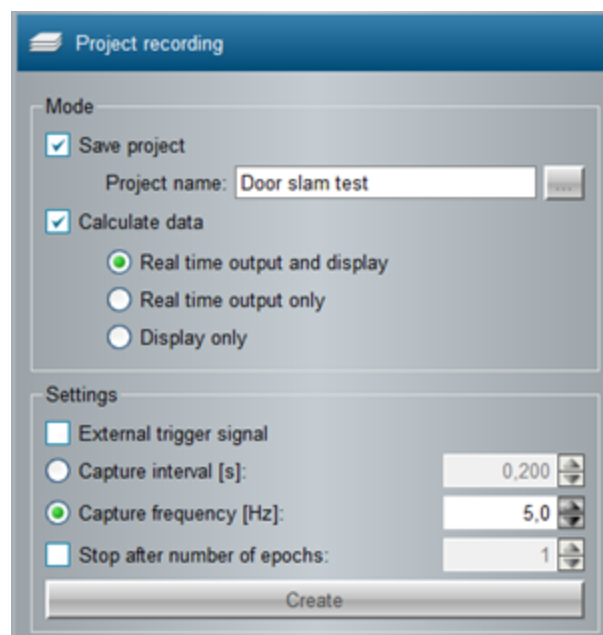 Project recording
Mode
Save project
Project name: Door slam test ...
Calculate data
Real time output and display
Real time output only
Display only
Settings
External trigger signal
Capture interval [s]: 0,200
Capture frequency [Hz]: 5,0
Stop after number of epochs: 1
Create